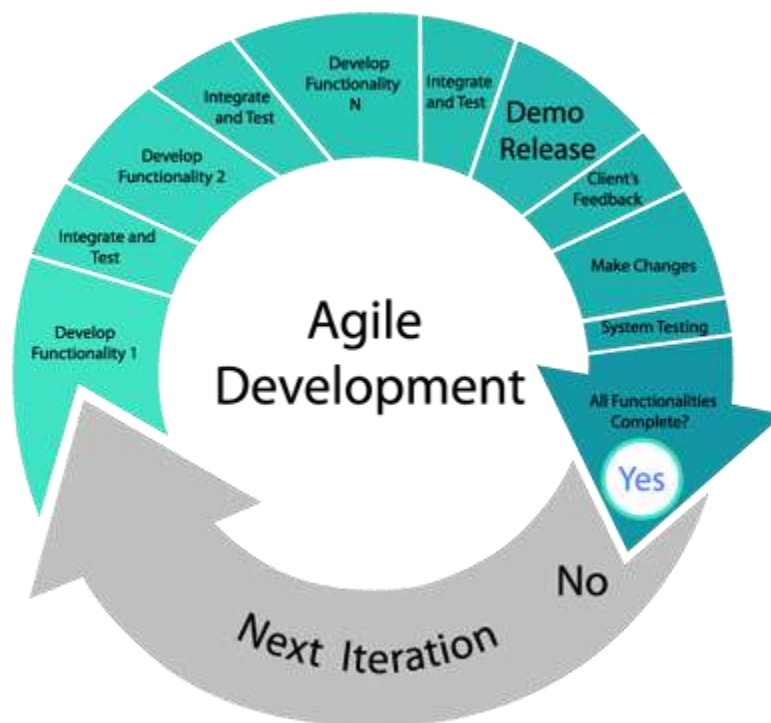 Develop
Functionality 1
Integrate and
Test
Develop
Functionality 2
Integrate
and Test
Develop
Functionality
N
Integrate
and Test
Demo
Release
Client's
Feedback
Make Changes
System Testing
All Functionalities
Complete?
Yes
No
Next Iteration
Agile
Development